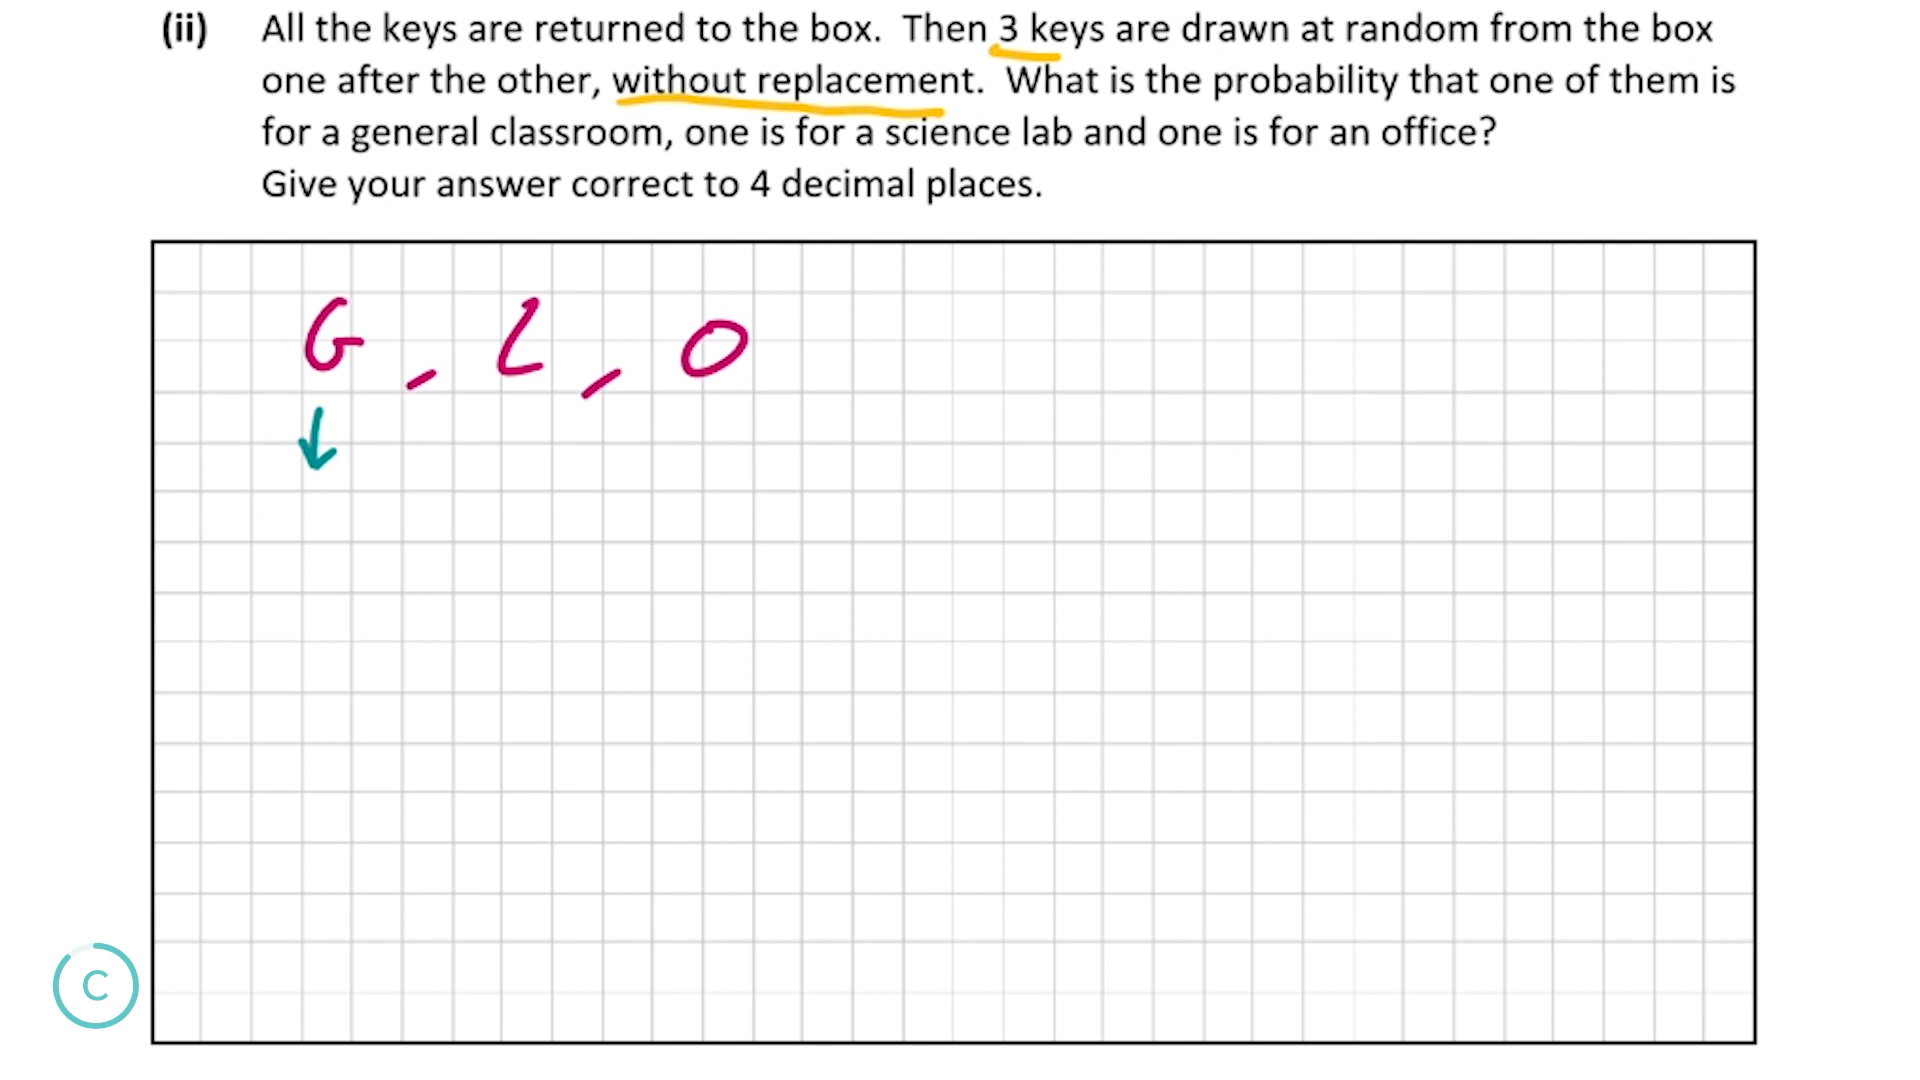 (ii) All the keys are returned to the box. Then 3 keys are drawn at random from the box
one after the other, without replacement. What is the probability that one of them is
for a general classroom, one is for a science lab and one is for an office?
Give your answer correct to 4 decimal places.
G, L, O
C